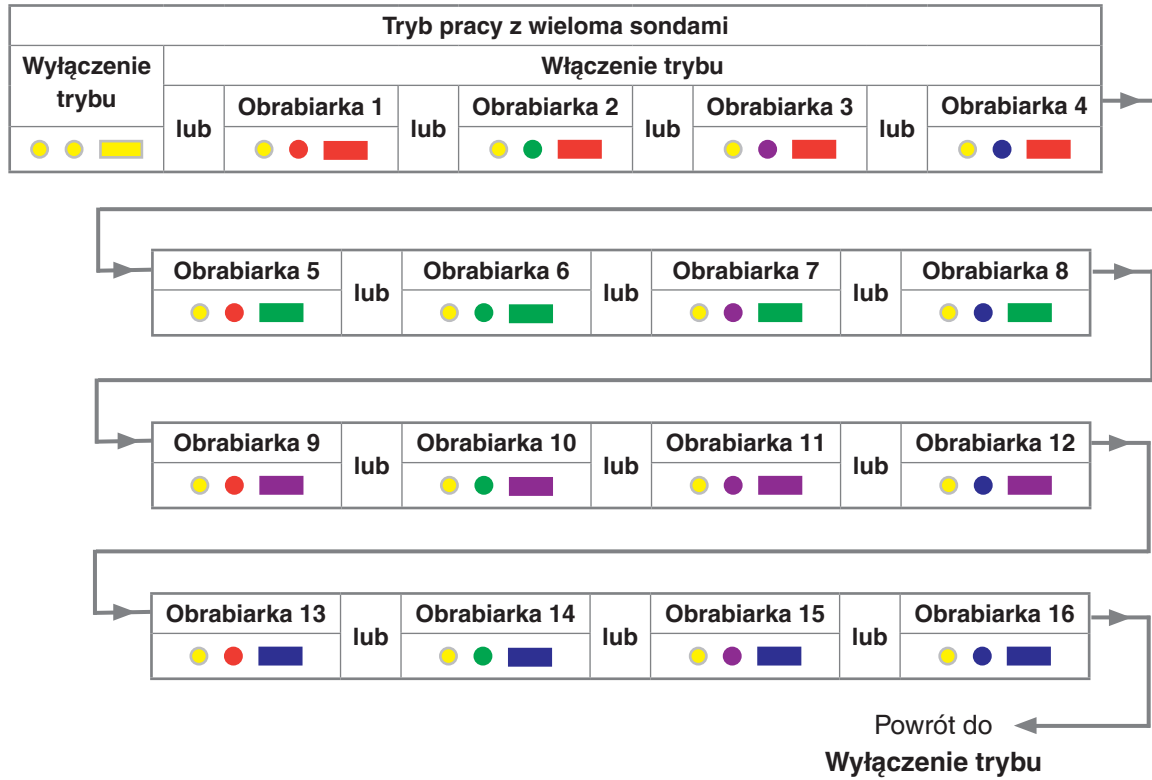 Tryb pracy z wieloma sondami
Wyłączenie trybu
Włączenie trybu
lub
Obrabiarka 1
lub
Obrabiarka 2
lub
Obrabiarka 3
lub
Obrabiarka 4
Obrabiarka 5
lub
Obrabiarka 6
lub
Obrabiarka 7
lub
Obrabiarka 8
Obrabiarka 9
lub
Obrabiarka 10
lub
Obrabiarka 11
lub
Obrabiarka 12
Obrabiarka 13
lub
Obrabiarka 14
lub
Obrabiarka 15
lub
Obrabiarka 16
Powrót do
Wyłączenie trybu